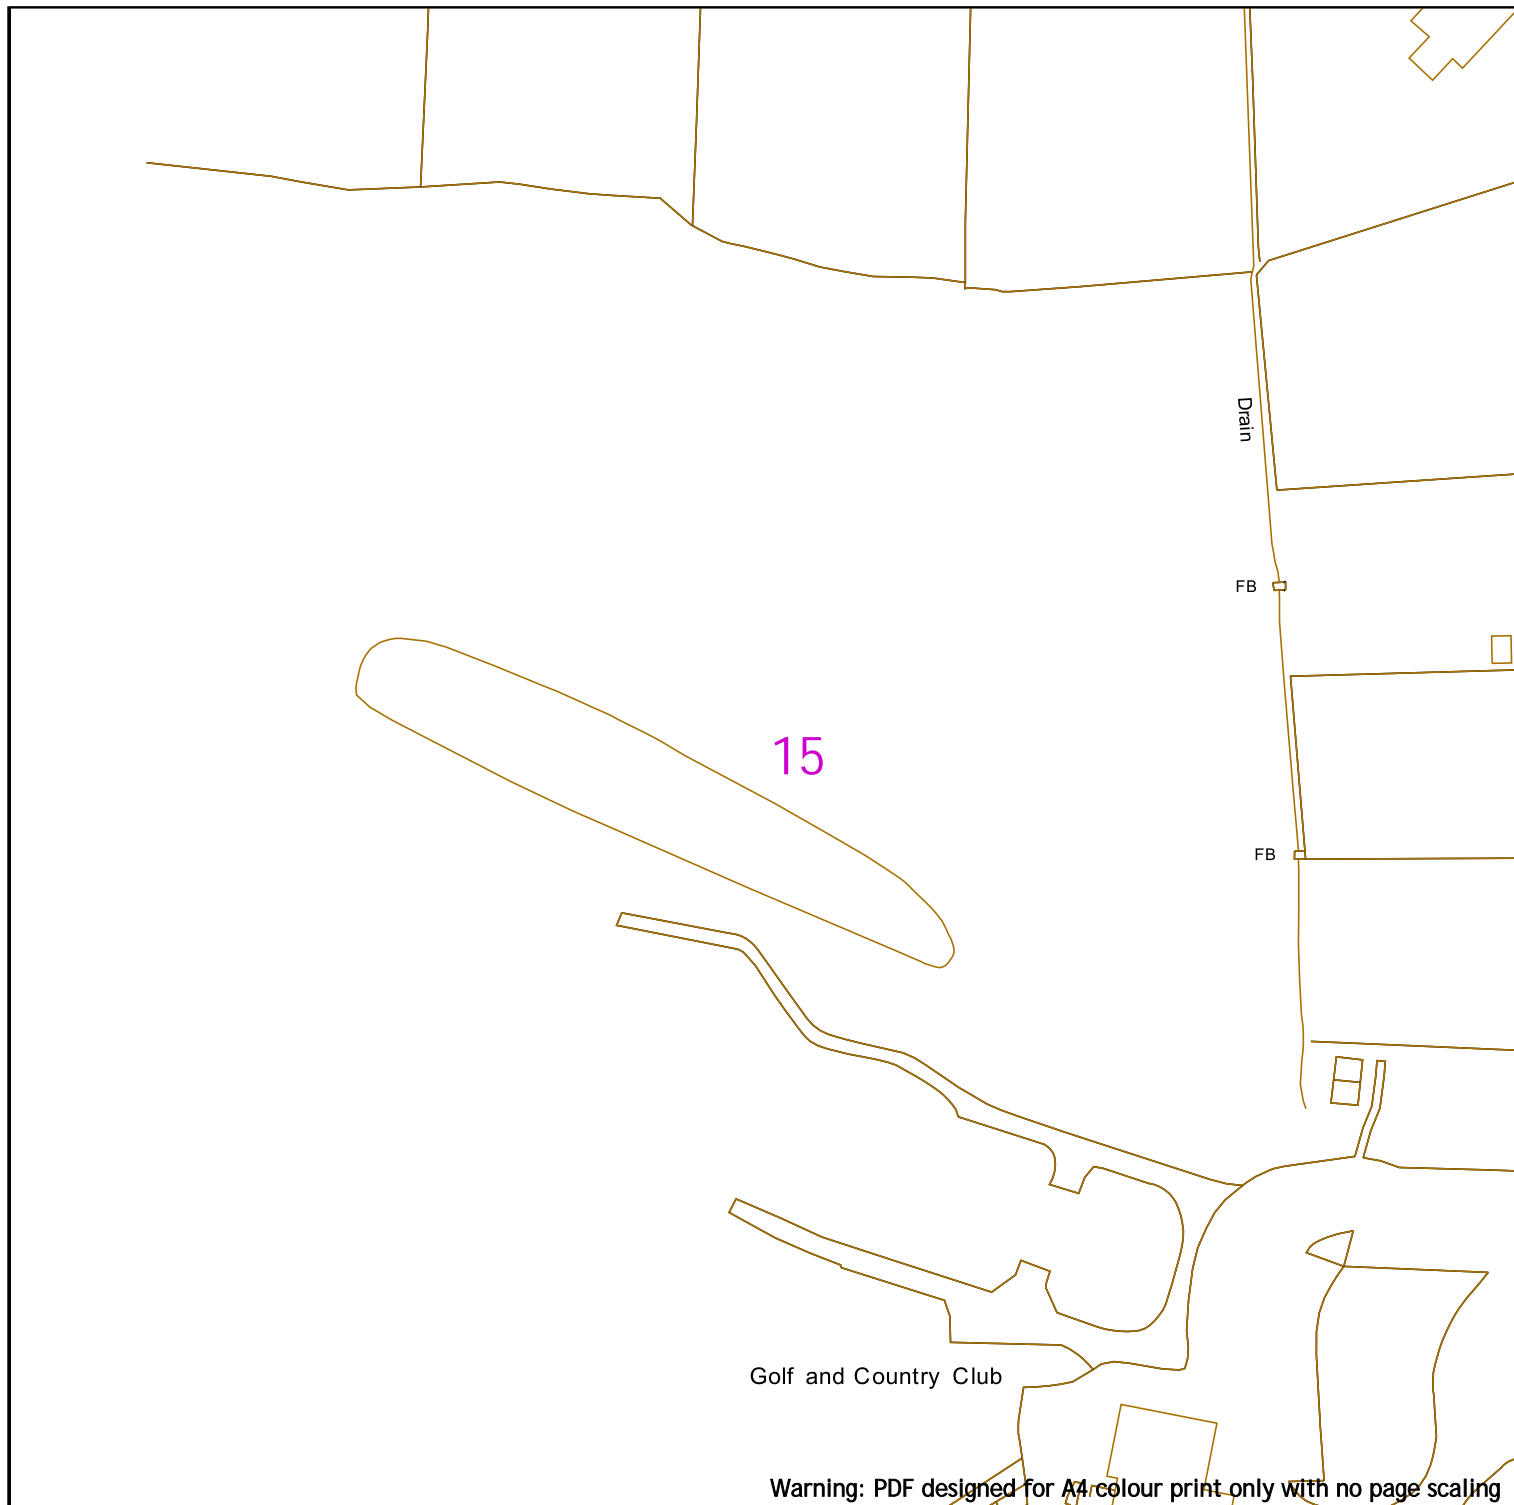 Drain
FB
15
FB
Golf and Country Club
Warning: PDF designed for A4 colour print only with no page scaling